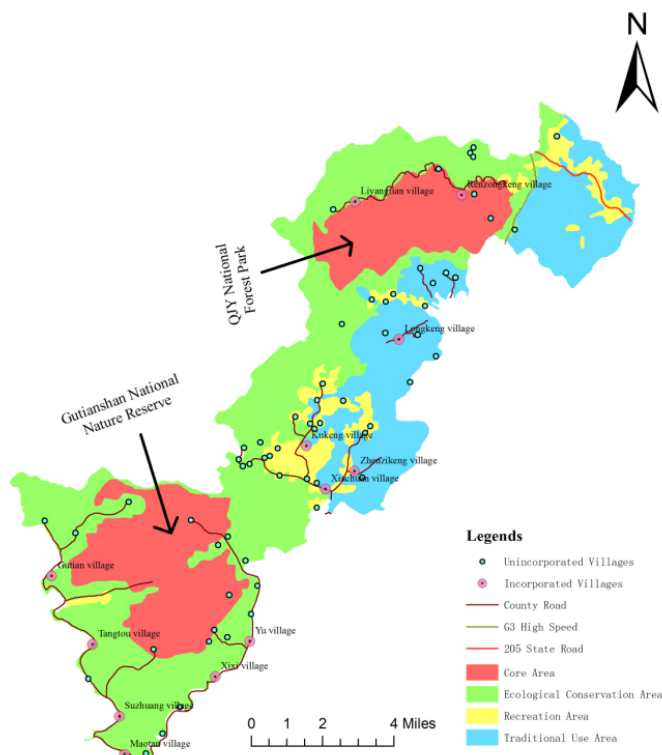 N
Liyangtian village
Renzongkeng village
QJY National
Forest Park
Longkeng village
Gutianshan National
Nature Reserve
Kukeng village
Zhenzikeng village
Xiachuan village
Gutian village
Tangtou village
Yu village
Xixi village
Suzhuang village
Maotan village
0 2 4 Miles
Legends
Unincorporated Villages
Incorporated Villages
County Road
G3 High Speed
205 State Road
Core Area
Ecological Conservation Area
Recreation Area
Traditional Use Area